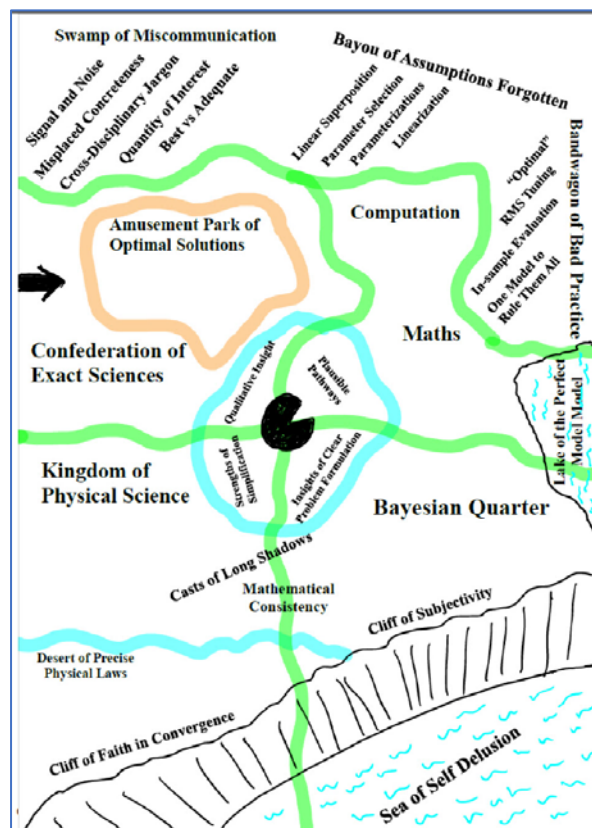 Swamp of Miscommunication
Signal and Noise
Misplaced Concreteness
Cross-Disciplinary Jargon
Quantity of Interest
Best vs Adequate
Bayou of Assumptions Forgotten
Linear Superposition
Parameter Selection
Parameterizations
Linearization
Bandwagon of Bad Practice
“Optimal”
RMS Tuning
In-sample Evaluation
One Model to
Rule Them All
Amusement Park of
Optimal Solutions
Computation
Maths
Confederation of
Exact Sciences
Qualitative Insight
Plausible
Pathways
Strengths of
Simplification
Insights of Clear
Problem Farmulation
Lake of the Perfect
Model Model
Kingdom of
Physical Science
Bayesian Quarter
Casts of Long Shadows
Mathematical
Consistency
Desert of Precise
Physical Laws
Cliff of Subjectivity
Cliff of Faith in Convergence
Sea of Self Delusion